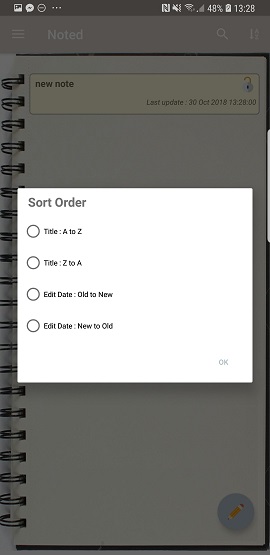 48% 13:28
Noted
new note
Last update : 30 Oct 2018 13:28:00
Sort Order
Title : A to Z
Title : Z to A
Edit Date : Old to New
Edit Date : New to Old
OK